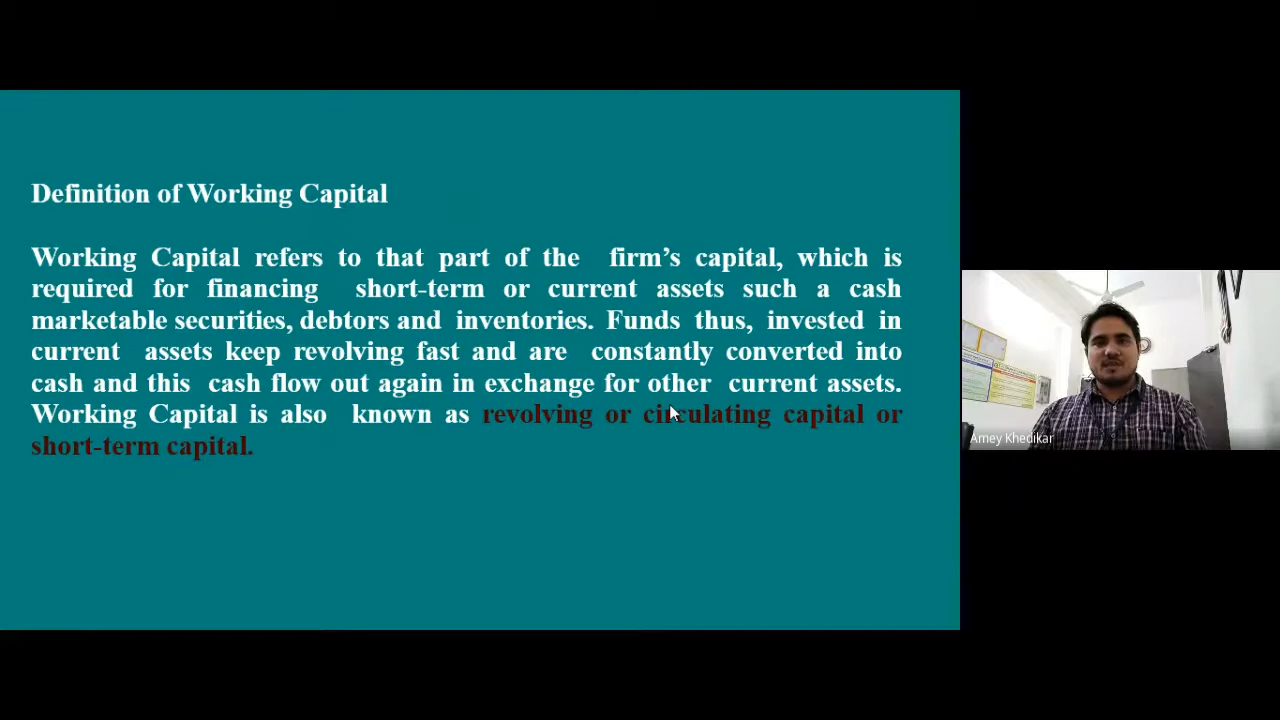 Definition of Working Capital
Working Capital refers to that part of the firm’s capital, which is
required for financing short-term or current assets such a cash
marketable securities, debtors and inventories. Funds thus, invested in
current assets keep revolving fast and are constantly converted into
cash and this cash flow out again in exchange for other current assets.
Working Capital is also known as revolving or circulating capital or
short-term capital.
Amey Khedikar